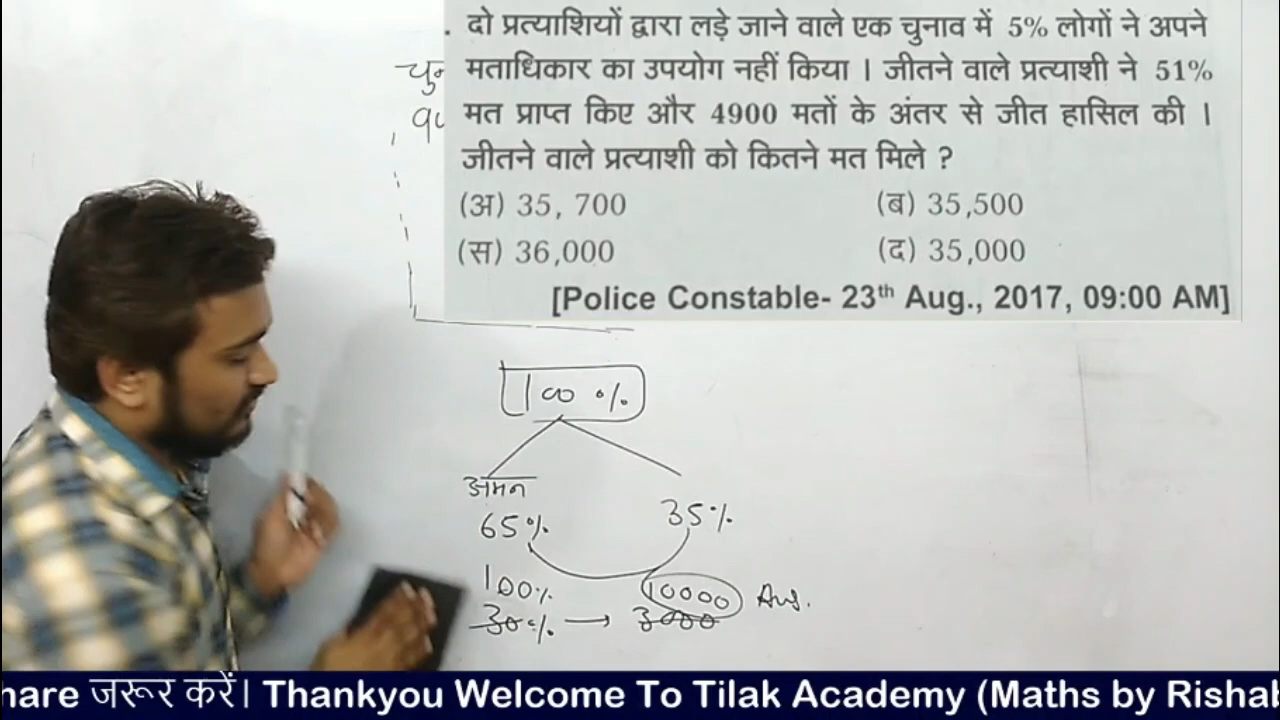 . दो प्रत्याशियों द्वारा लड़े जाने वाले एक चुनाव में 5% लोगों ने अपने
मताधिकार का उपयोग नहीं किया । जीतने वाले प्रत्याशी ने 51%
मत प्राप्त किए और 4900 मतों के अंतर से जीत हासिल की ।
जीतने वाले प्रत्याशी को कितने मत मिले ?
(अ) 35, 700 (ब) 35,500
(स) 36,000 (द) 35,000
[Police Constable- 23th Aug., 2017, 09:00 AM]
100 %
अमन
65% 35%
100% 10000 Ans.
30% → 3000
hare जरूर करें। Thankyou Welcome To Tilak Academy (Maths by Risha